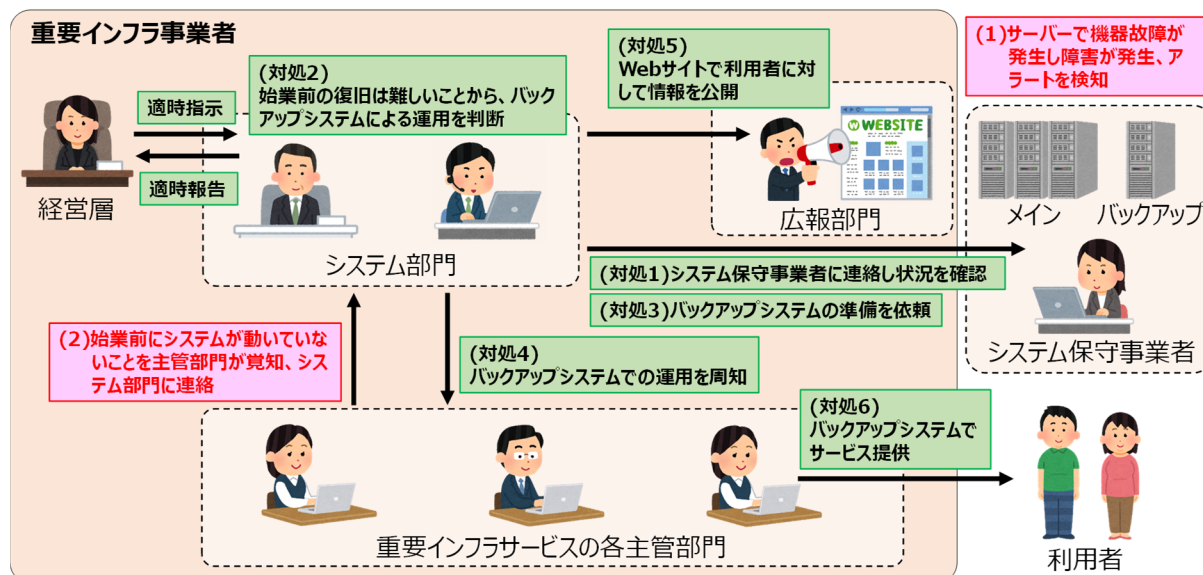 重要インフラ事業者
(1)サーバーで機器故障が
発生し障害が発生、ア
ラートを検知
(対処5)
Webサイトで利用者に対
して情報を公開
(対処2)
始業前の復旧は難しいことから、バック
アップシステムによる運用を判断
適時指示
適時報告
経営層
システム部門
WEBSITE
広報部門
メイン
バックアップ
(対処1)システム保守事業者に連絡し状況を確認
(対処3)バックアップシステムの準備を依頼
システム保守事業者
(2)始業前にシステムが動いていな
いことを主管部門が覚知、シス
テム部門に連絡
(対処4)
バックアップシステムでの運用を周知
(対処6)
バックアップシステムで
サービス提供
重要インフラサービスの各主管部門
利用者